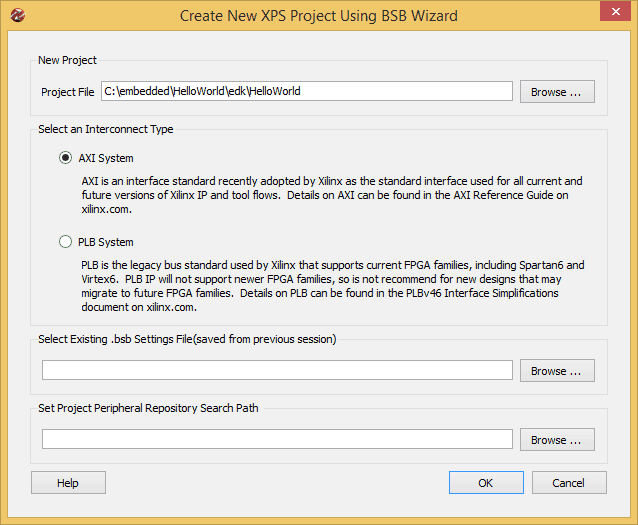 Create New XPS Project Using BSB Wizard
New Project
Project File C:\embedded\HelloWorld\edk\HelloWorld Browse ...
Select an Interconnect Type
AXI System
AXI is an interface standard recently adopted by Xilinx as the standard interface used for all current and
future versions of Xilinx IP and tool flows. Details on AXI can be found in the AXI Reference Guide on
xilinx.com.
PLB System
PLB is the legacy bus standard used by Xilinx that supports current FPGA families, including Spartan6 and
Virtex6. PLB IP will not support newer FPGA families, so is not recommend for new designs that may
migrate to future FPGA families. Details on PLB can be found in the PLBv46 Interface Simplifications
document on xilinx.com.
Select Existing .bsb Settings File(saved from previous session)
Browse ...
Set Project Peripheral Repository Search Path
Browse ...
Help OK Cancel